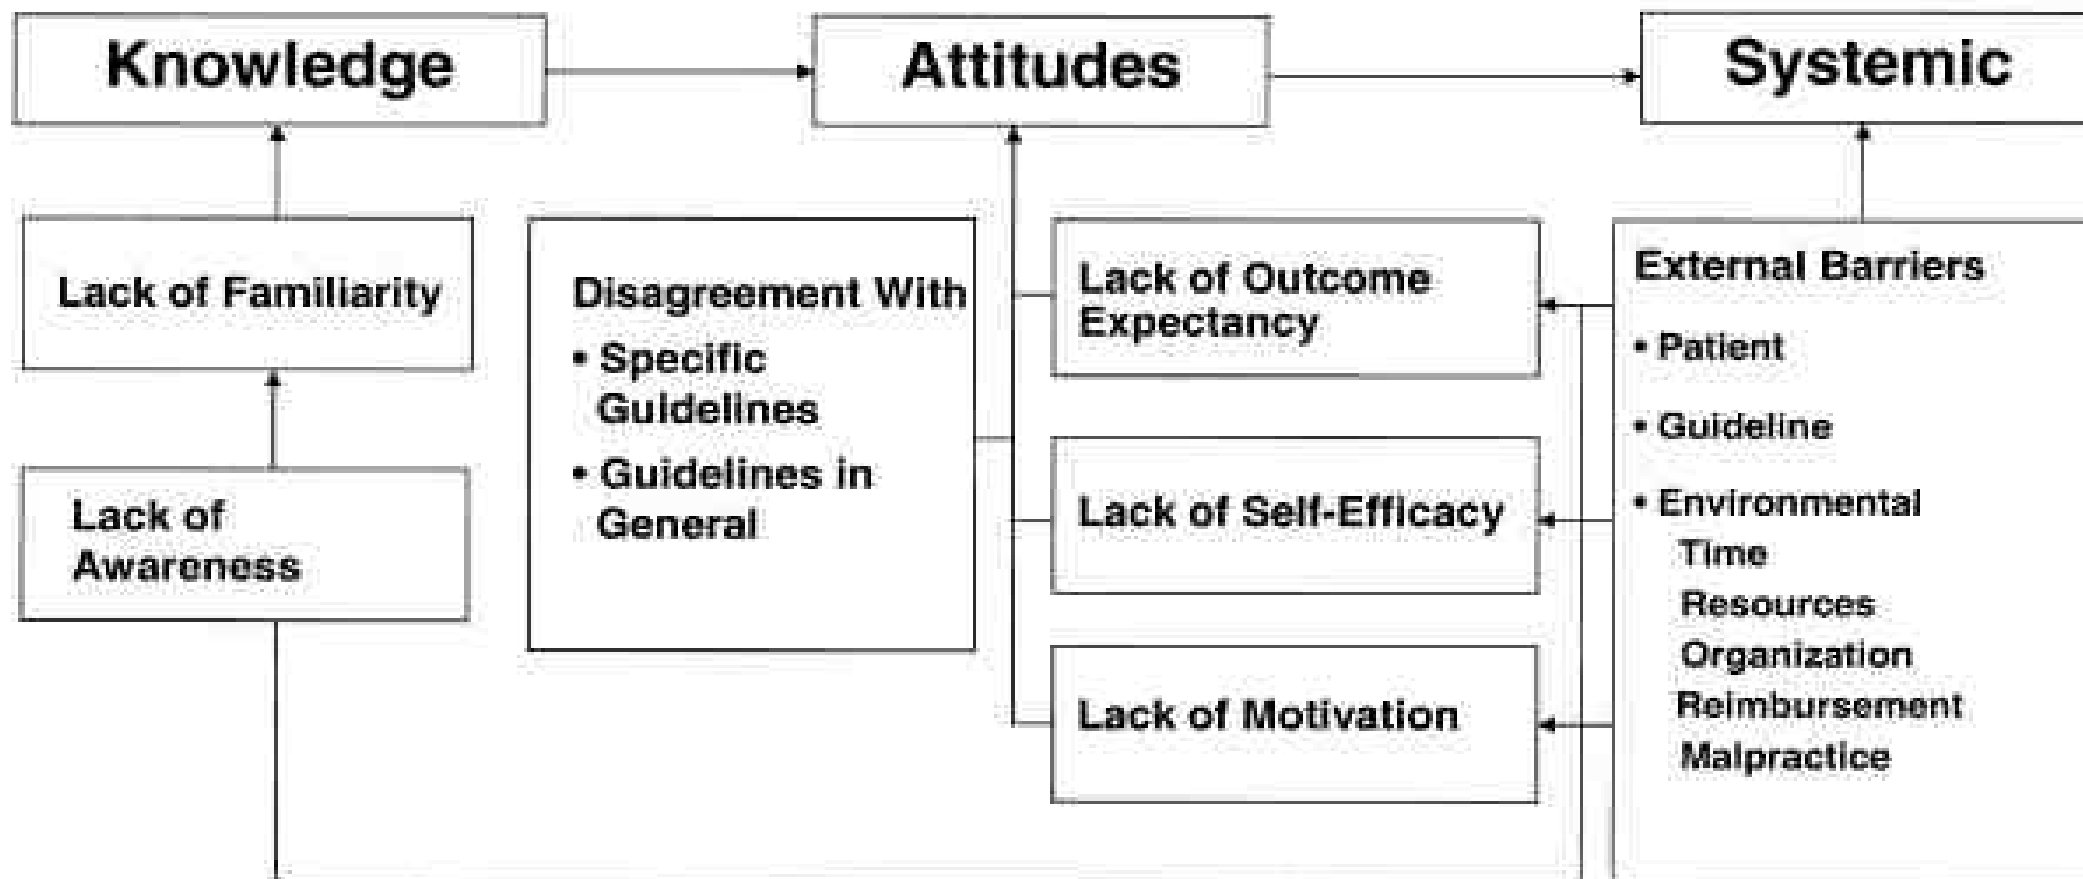 Knowledge
Attitudes
Systemic
Lack of Familiarity
Lack of
Awareness
Disagreement With
• Specific
Guidelines
• Guidelines in
General
Lack of Outcome
Expectancy
Lack of Self-Efficacy
Lack of Motivation
External Barriers
• Patient
• Guideline
• Environmental
Time
Resources
Organization
Reimbursement
Malpractice